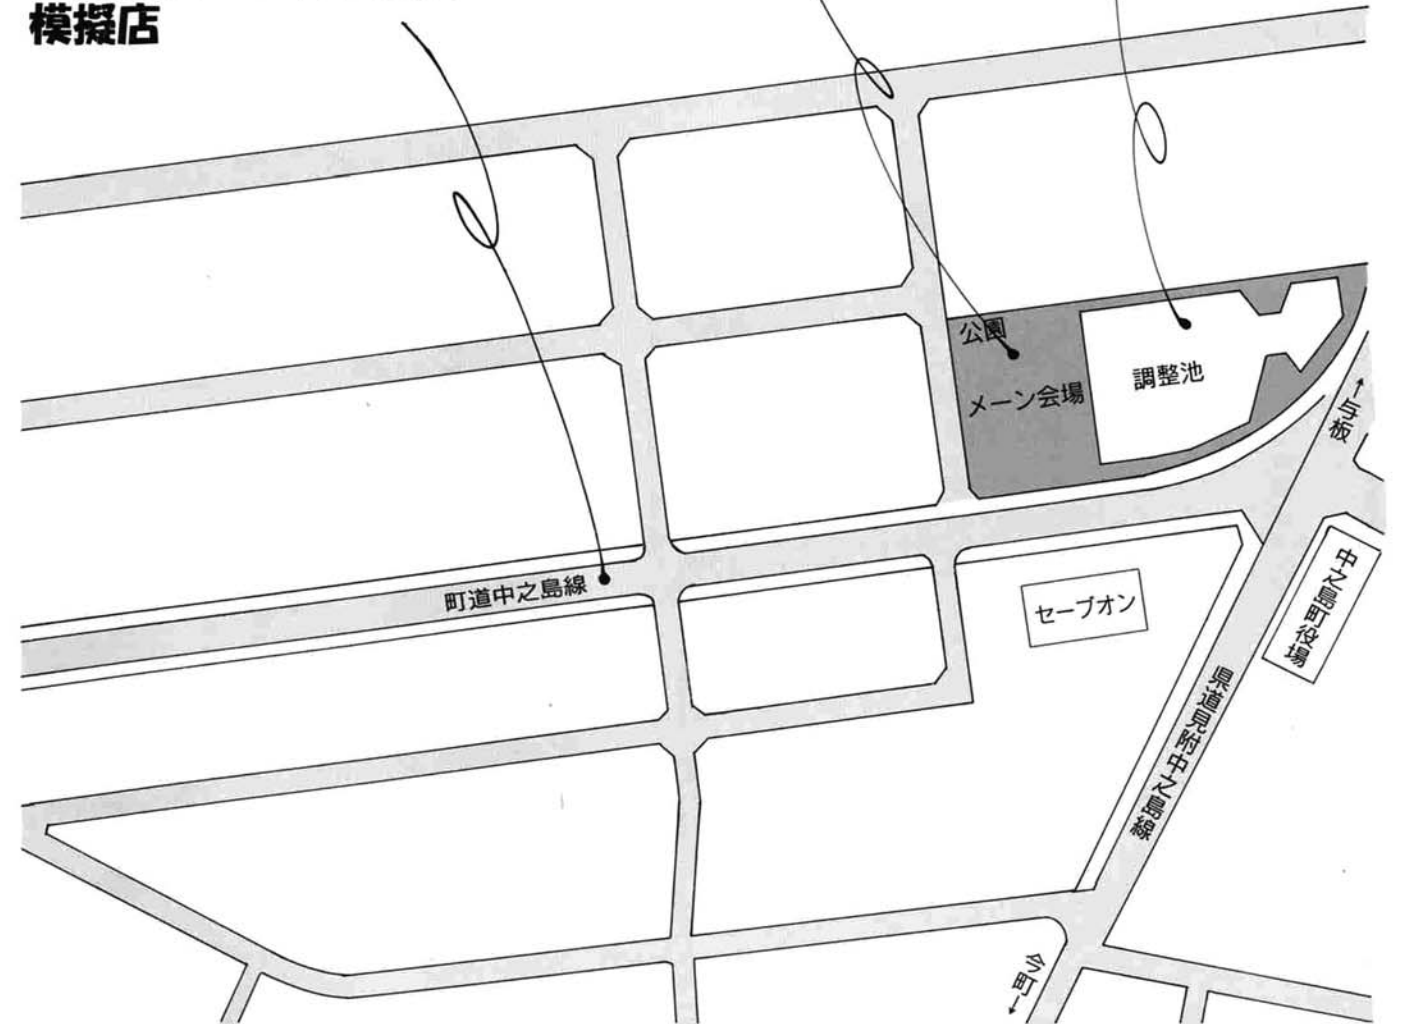 模擬店
公園
メーン会場
調整池
↑与板
町道中之島線
セーブオン
中之島町役場
県道見附中之島線
今町↓